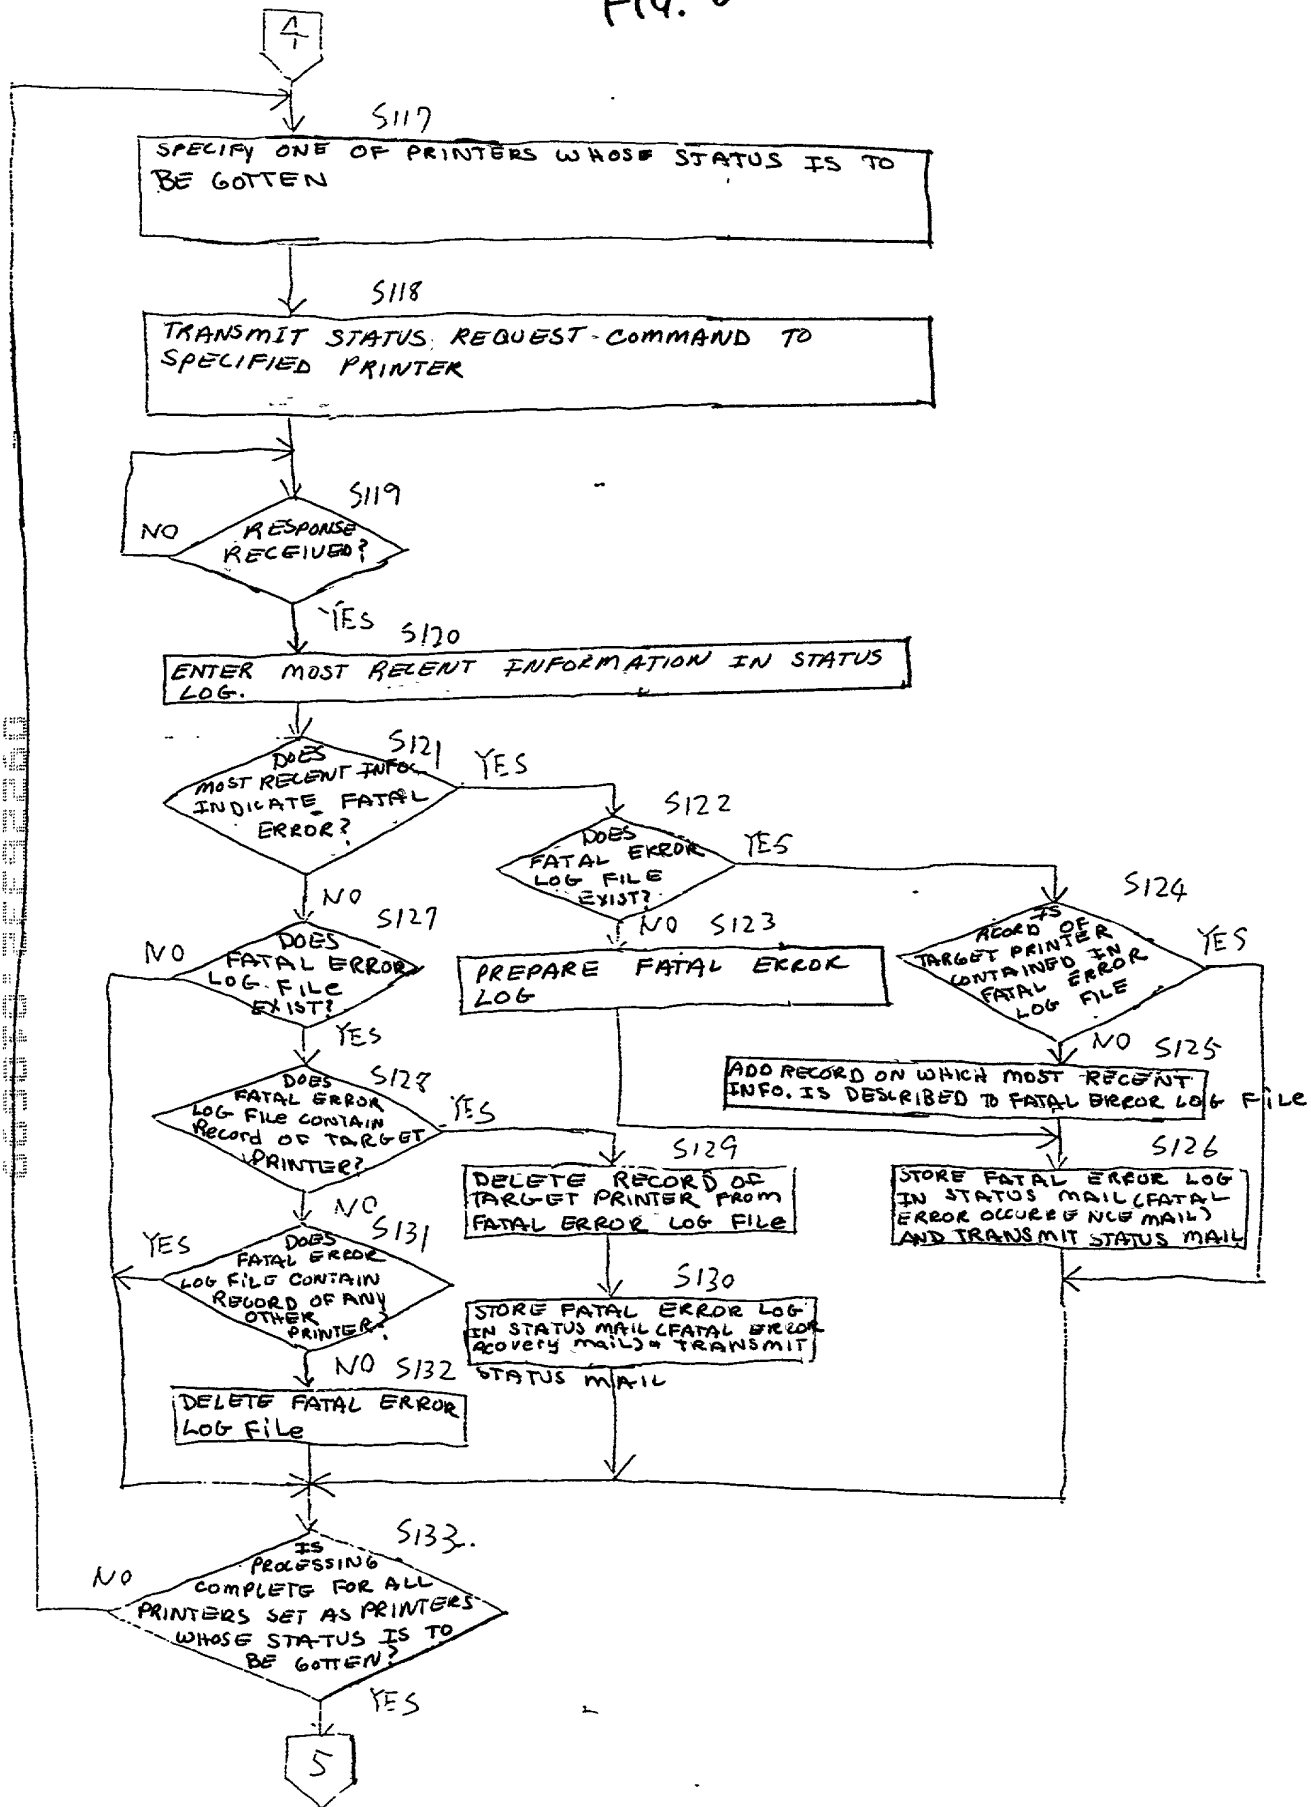 FIG.
4
S117
SPECIFY ONE OF PRINTERS WHOSE STATUS IS TO
BE GOTTEN
S118
TRANSMIT STATUS REQUEST COMMAND TO
SPECIFIED PRINTER
S119
NO
RESPONSE
RECEIVED?
YES
S120
ENTER MOST RECENT INFORMATION IN STATUS
LOG.
S121
DOES
MOST RECENT INFO.
INDICATE FATAL
ERROR?
YES
NO
S122
DOES
FATAL ERROR
LOG FILE
EXIST?
YES
NO
S123
PREPARE FATAL ERROR
LOG
S124
IS
RECORD OF
TARGET PRINTER
CONTAINED IN
FATAL ERROR
LOG FILE
YES
NO
S125
ADD RECORD ON WHICH MOST RECENT
INFO. IS DESCRIBED TO FATAL ERROR LOG FiLe
S126
STORE FATAL ERROR LOG
IN STATUS MAIL (FATAL
ERROR OCCURRENCE MAIL)
AND TRANSMIT STATUS MAIL
S127
NO
DOES
FATAL ERROR
LOG FiLe
EXIST?
YES
S128
DOES
FATAL ERROR
LOG FILE CONTAIN
Record OF TARGET
PRINTER?
YES
NO
S129
DELETE RECORD OF
TARGET PRINTER FROM
FATAL ERROR LOG FILE
S130
STORE FATAL ERROR LOG
IN STATUS MAIL (FATAL ERROR
recovery mail) & TRANSMIT
STATUS MAIL
S131
YES
DOES
FATAL ERROR
LOG FiLE CONTAIN
RECORD OF ANY
OTHER
PRINTER?
NO
S132
DELETE FATAL ERROR
LOG FiLe
S133.
IS
PROCESSING
COMPLETE FOR ALL
PRINTERS SET AS PRINTERS
WHOSE STATUS IS TO
BE GOTTEN?
NO
YES
5